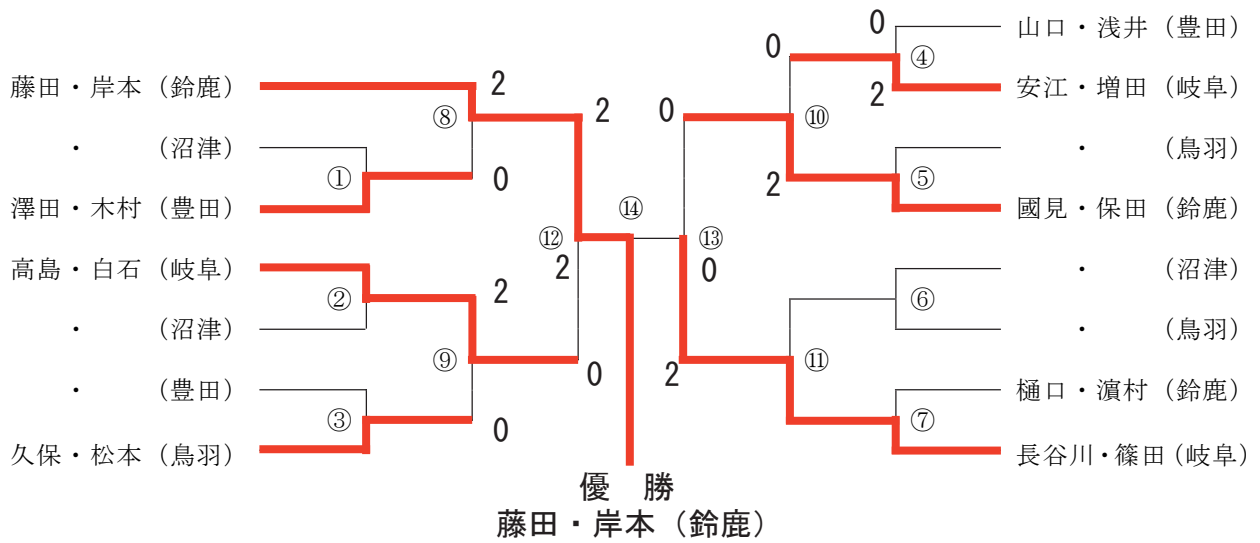 藤田・岸本（鈴鹿）
・　　（沼津）
澤田・木村（豊田）
高島・白石（岐阜）
・　　（沼津）
・　　（豊田）
久保・松本（鳥羽）
①
②
③
⑧
⑨
2
0
2
0
⑫
2
2
0
⑭
⑬
0
0
2
⑩
0
2
⑪
④
0
2
⑤
⑥
⑦
山口・浅井（豊田）
安江・増田（岐阜）
・　　（鳥羽）
國見・保田（鈴鹿）
・　　（沼津）
・　　（鳥羽）
樋口・濵村（鈴鹿）
長谷川・篠田（岐阜）
優　勝
藤田・岸本（鈴鹿）